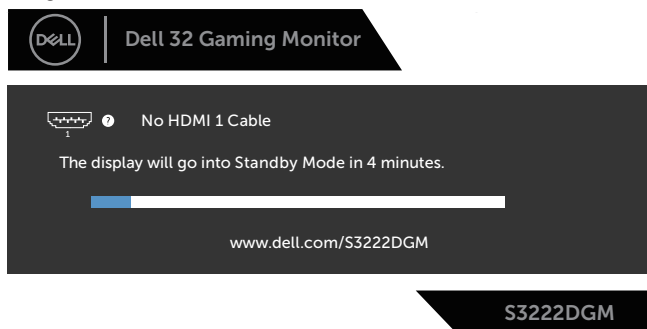 DELL
Dell 32 Gaming Monitor
1
?
No HDMI 1 Cable
The display will go into Standby Mode in 4 minutes.
www.dell.com/S3222DGM
S3222DGM